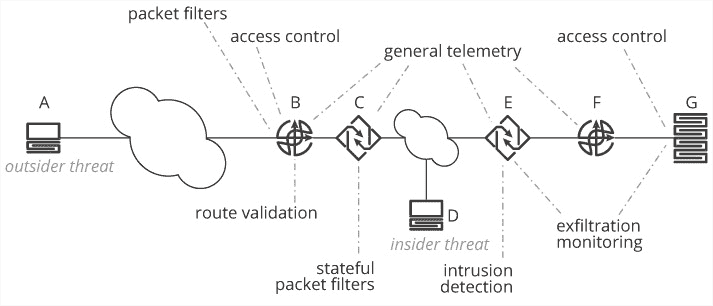 packet filters
access control
general telemetry
access control
A
B
C
E
F
G
outsider threat
route validation
D
insider threat
exfiltration
monitoring
stateful
packet filters
intrusion
detection